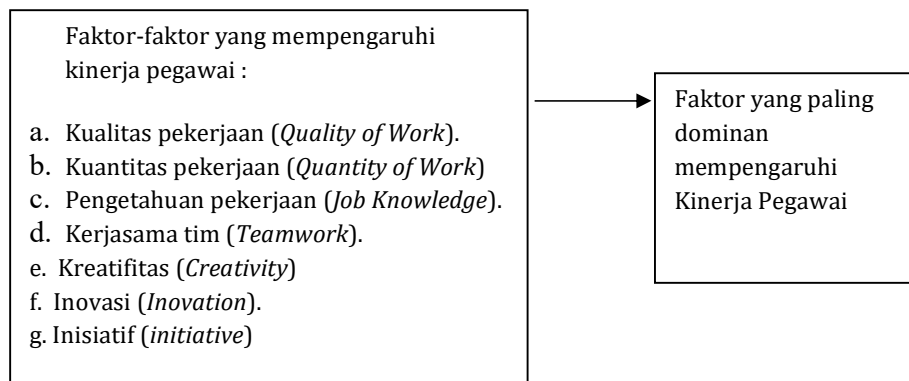 Faktor-faktor yang mempengaruhi
kinerja pegawai :
a. Kualitas pekerjaan (Quality of Work).
b. Kuantitas pekerjaan (Quantity of Work)
c. Pengetahuan pekerjaan (Job Knowledge).
d. Kerjasama tim (Teamwork).
e. Kreatifitas (Creativity)
f. Inovasi (Inovation).
g. Inisiatif (initiative)
Faktor yang paling
dominan
mempengaruhi
Kinerja Pegawai